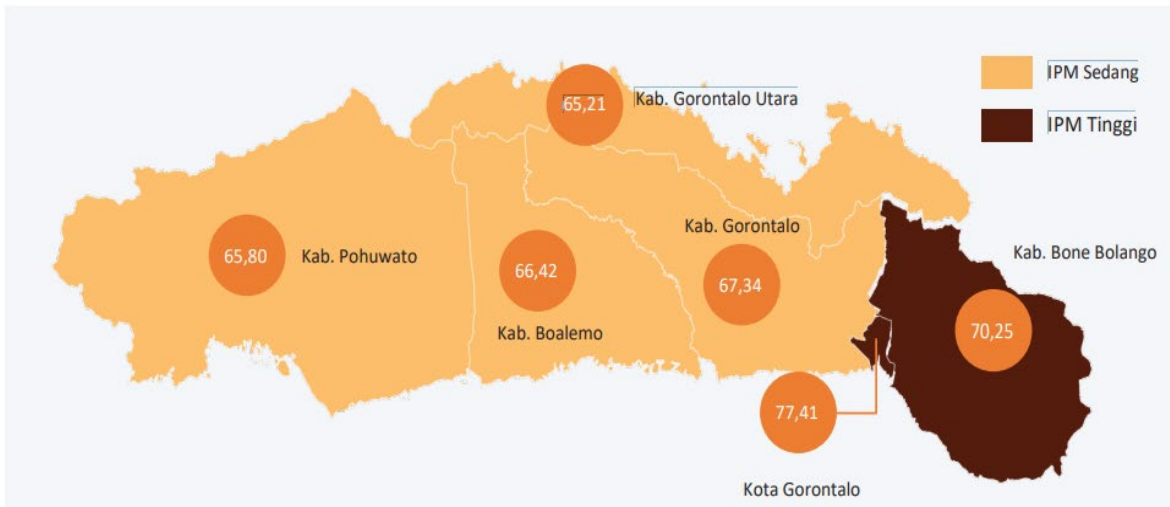 IPM Sedang
IPM Tinggi
65,21
Kab. Gorontalo Utara
Kab. Gorontalo
Kab. Bone Bolango
65,80
Kab. Pohuwato
66,42
67,34
Kab. Boalemo
70,25
77,41
Kota Gorontalo